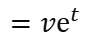 = 𝑣e^𝑡